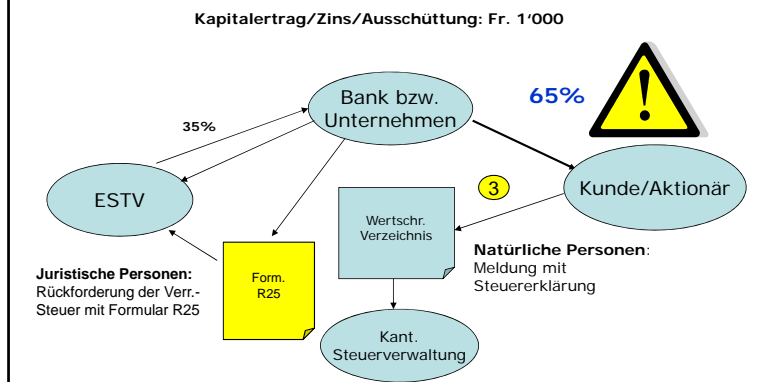 Kapitalertrag/Zins/Ausschüttung: Fr. 1‘000
Bank bzw.
Unternehmen
65%
35%
ESTV
3
Kunde/Aktionär
Wertschr.
Verzeichnis
Natürliche Personen:
Meldung mit
Steuererklärung
Juristische Personen:
Rückforderung der Verr.-
Steuer mit Formular R25
Form.
R25
Kant.
Steuerverwaltung